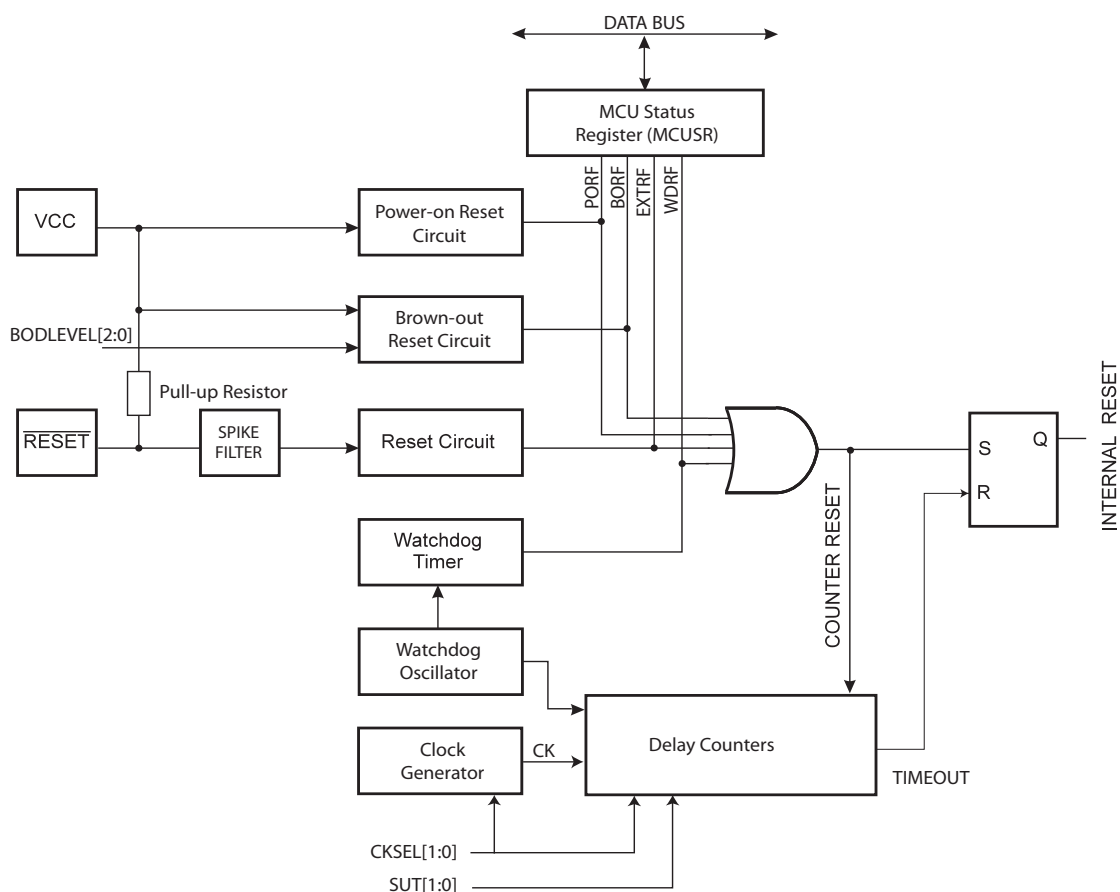 DATA BUS
MCU Status
Register (MCUSR)
PORF
BORF
EXTRF
WDRF
VCC
Power-on Reset
Circuit
BODLEVEL[2:0]
Brown-out
Reset Circuit
Pull-up Resistor
RESET
SPIKE
FILTER
Reset Circuit
S
Q
R
INTERNAL RESET
COUNTER RESET
Watchdog
Timer
Watchdog
Oscillator
Clock
Generator
CK
Delay Counters
TIMEOUT
CKSEL[1:0]
SUT[1:0]